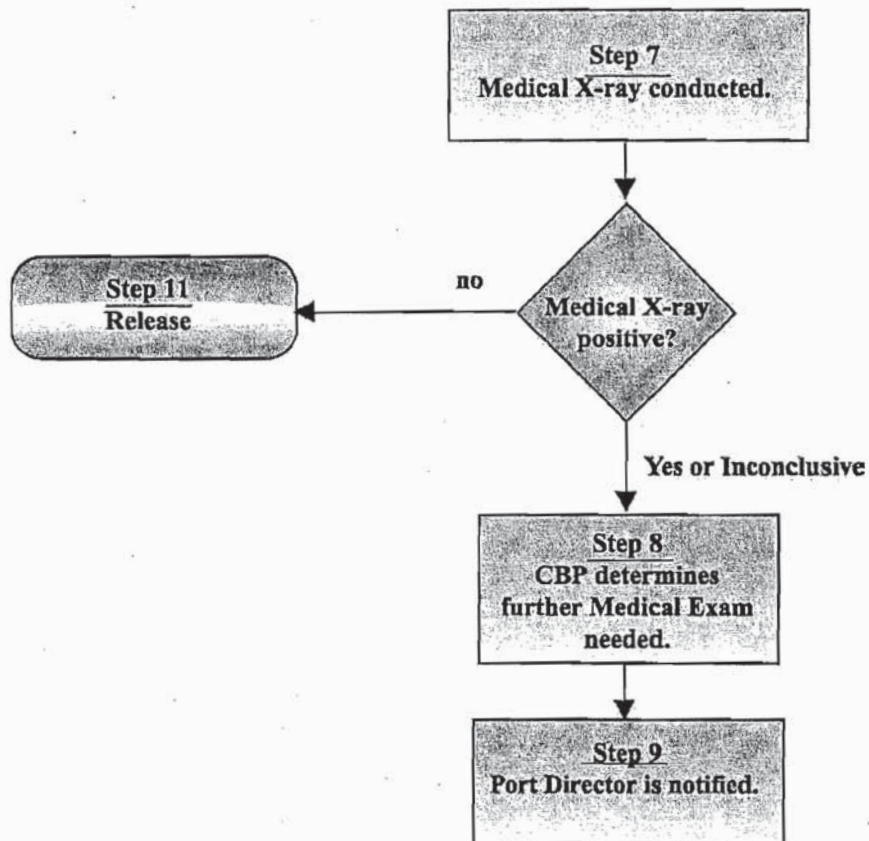 Step 7
Medical X-ray conducted.
Step 11
Release
no
Medical X-ray
positive?
Yes or Inconclusive
Step 8
CBP determines
further Medical Exam
needed.
Step 9
Port Director is notified.